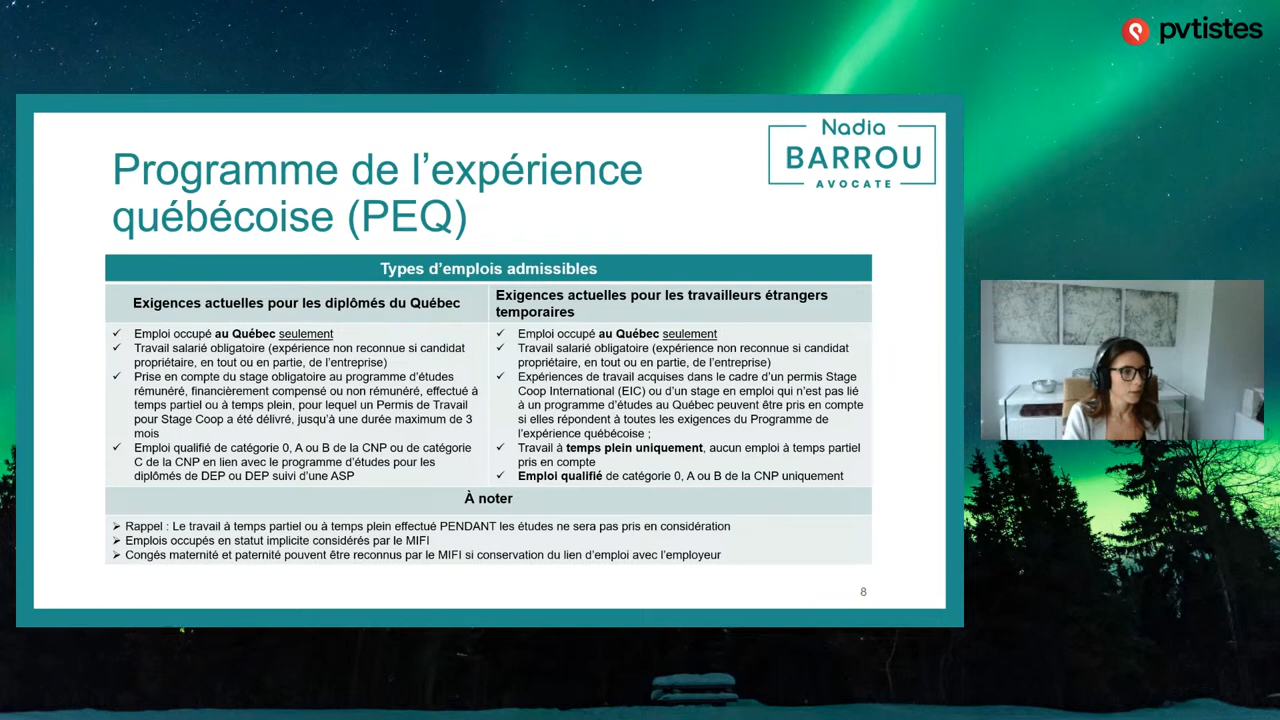 pvtistes
Nadia
BARROU
AVOCATE
Programme de l’expérience
québécoise (PEQ)
Types d’emplois admissibles
Exigences actuelles pour les diplômés du Québec
Exigences actuelles pour les travailleurs étrangers
temporaires
✓ Emploi occupé au Québec seulement
✓ Travail salarié obligatoire (expérience non reconnue si candidat
propriétaire, en tout ou en partie, de l’entreprise)
✓ Prise en compte du stage obligatoire au programme d’études
rémunéré, financièrement compensé ou non rémunéré, effectué à
temps partiel ou à temps plein, pour lequel un Permis de Travail
pour Stage Coop a été délivré, jusqu’à une durée maximum de 3
mois
✓ Emploi qualifié de catégorie 0, A ou B de la CNP ou de catégorie
C de la CNP en lien avec le programme d’études pour les
diplômés de DEP ou DEP suivi d’une ASP
✓ Emploi occupé au Québec seulement
✓ Travail salarié obligatoire (expérience non reconnue si candidat
propriétaire, en tout ou en partie, de l’entreprise)
✓ Expériences de travail acquises dans le cadre d’un permis Stage
Coop International (EIC) ou d’un stage en emploi qui n’est pas lié
à un programme d’études au Québec peuvent être pris en compte
si elles répondent à toutes les exigences du Programme de
l’expérience québécoise ;
✓ Travail à temps plein uniquement, aucun emploi à temps partiel
pris en compte
✓ Emploi qualifié de catégorie 0, A ou B de la CNP uniquement
À noter
➢ Rappel : Le travail à temps partiel ou à temps plein effectué PENDANT les études ne sera pas pris en considération
➢ Emplois occupés en statut implicite considérés par le MIFI
➢ Congés maternité et paternité pouvent être reconnus par le MIFI si conservation du lien d’emploi avec l’employeur
8